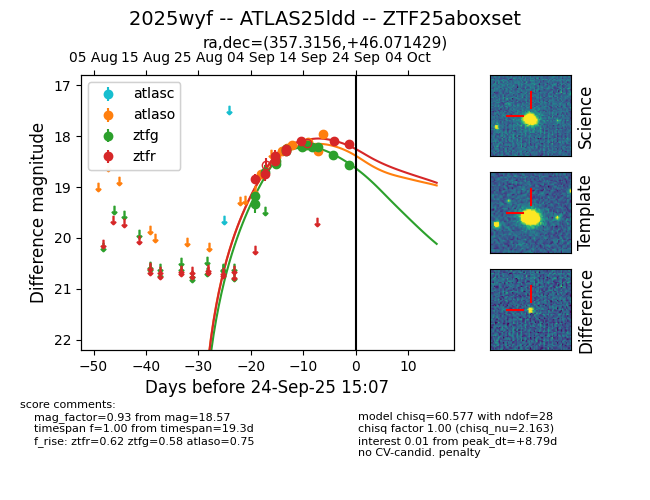 2025wyf -- ATLAS25ldd -- ZTF25aboxset
ra,dec=(357.3156,+46.071429)
05 Aug 15 Aug 25 Aug 04 Sep 14 Sep 24 Sep 04 Oct
17
18
19
20
21
22
Difference magnitude
atlasc
atlaso
ztfg
ztfr
−50 −40 −30 −20 −10 0 10
Days before 24-Sep-25 15:07
Science
Template
Difference
score comments:
mag_factor=0.93 from mag=18.57
timespan f=1.00 from timespan=19.3d
f_rise: ztfr=0.62 ztfg=0.58 atlaso=0.75
model chisq=60.577 with ndof=28
chisq factor 1.00 (chisq_nu=2.163)
interest 0.01 from peak_dt=+8.79d
no CV-candid. penalty